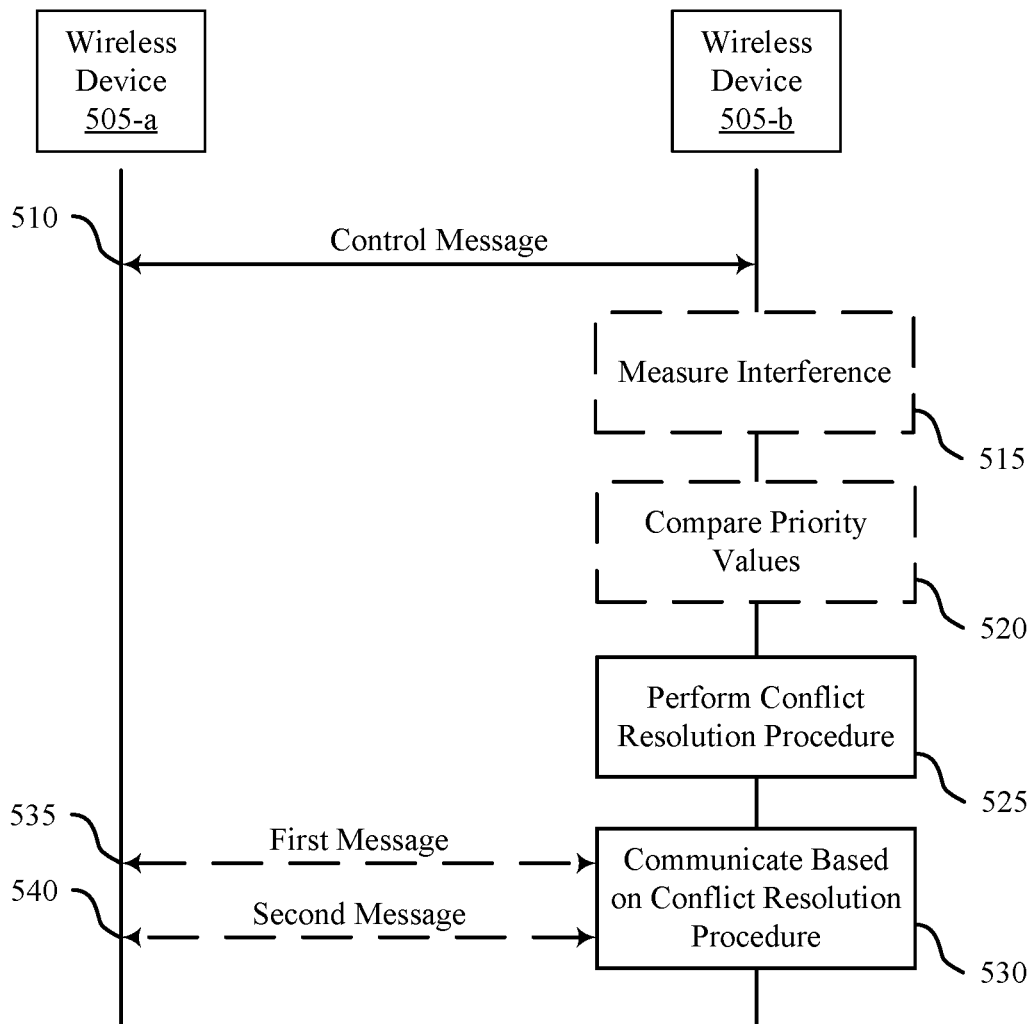 Wireless
Device
505-a
Wireless
Device
505-b
510
Control Message
Measure Interference
515
Compare Priority
Values
520
Perform Conflict
Resolution Procedure
525
535
First Message
Communicate Based
on Conflict Resolution
Procedure
540
Second Message
530